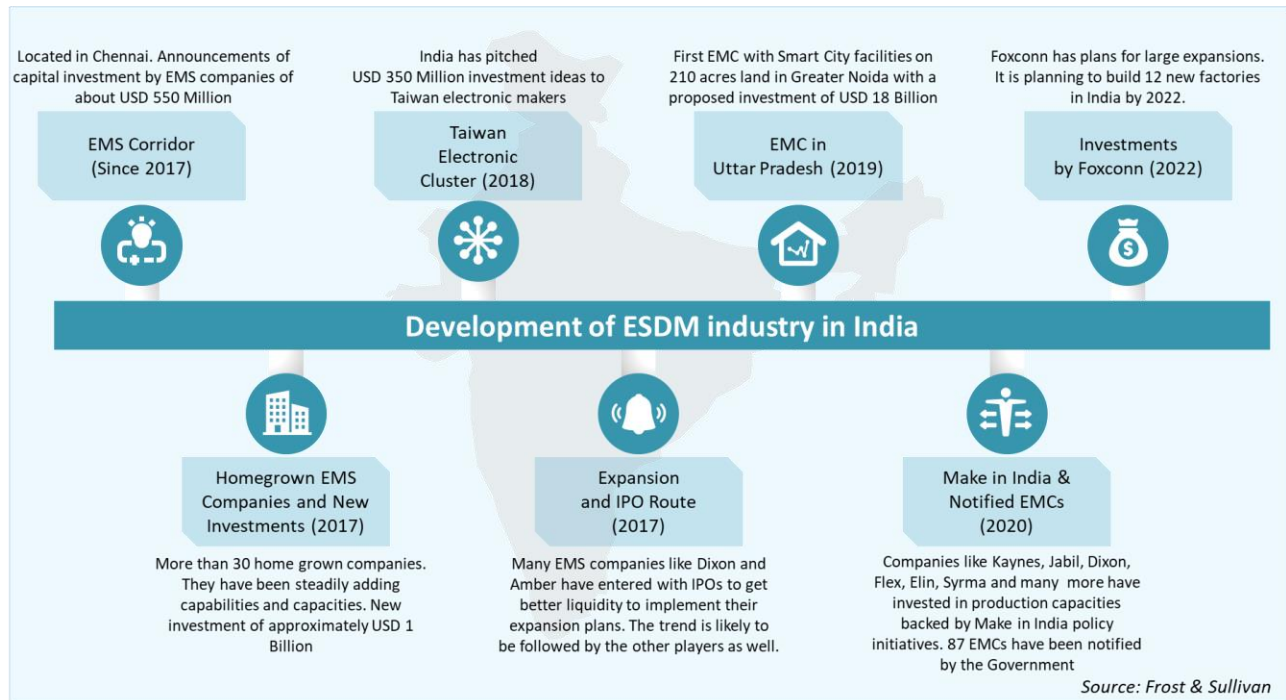 Located in Chennai. Announcements of
capital investment by EMS companies of
about USD 550 Million
EMS Corridor
(Since 2017)
India has pitched
USD 350 Million investment ideas to
Taiwan electronic makers
Taiwan
Electronic
Cluster (2018)
First EMC with Smart City facilities on
210 acres land in Greater Noida with a
proposed investment of USD 18 Billion
EMC in
Uttar Pradesh (2019)
Foxconn has plans for large expansions.
It is planning to build 12 new factories
in India by 2022.
Investments
by Foxconn (2022)
$
Development of ESDM industry in India
Homegrown EMS
Companies and New
Investments (2017)
More than 30 home grown companies.
They have been steadily adding
capabilities and capacities. New
investment of approximately USD 1
Billion
Expansion
and IPO Route
(2017)
Many EMS companies like Dixon and
Amber have entered with IPOs to get
better liquidity to implement their
expansion plans. The trend is likely to
be followed by the other players as well.
Make in India &
Notified EMCs
(2020)
Companies like Kaynes, Jabil, Dixon,
Flex, Elin, Syrma and many more have
invested in production capacities
backed by Make in India policy
initiatives. 87 EMCs have been notified
by the Government
Source: Frost & Sullivan